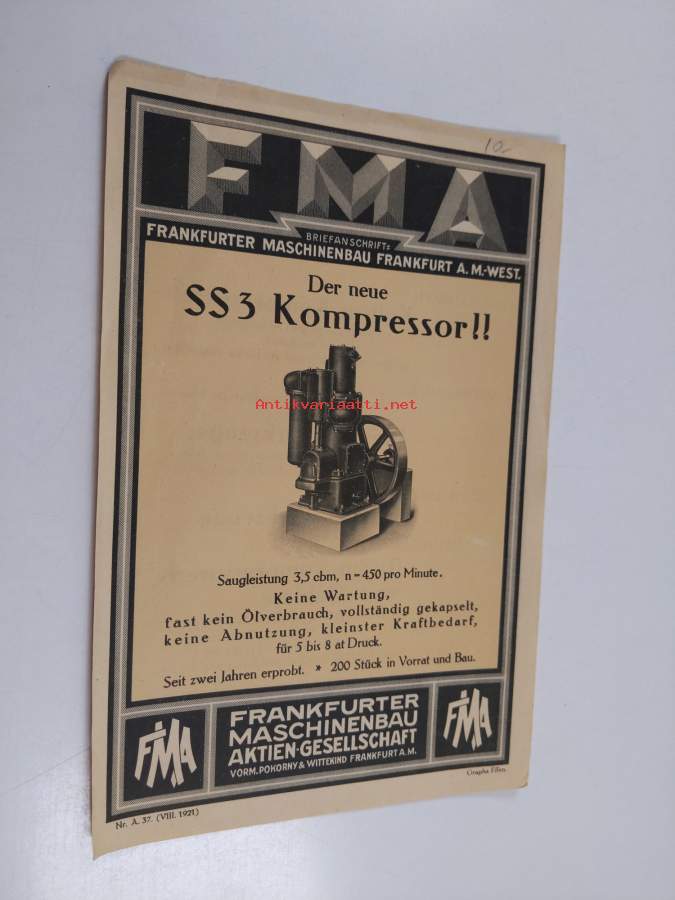 10.-
FMA
BRIEFANSCHRIFT:
FRANKFURTER MASCHINENBAU FRANKFURT A.M.-WEST.
Der neue
SS3 Kompressor!!
Antikvariaatti.net
Saugleistung 3,5 cbm, n=450 pro Minute.
Keine Wartung,
fast kein Ölverbrauch, vollständig gekapselt,
keine Abnutzung, kleinster Kraftbedarf,
für 5 bis 8 at Druck.
Seit zwei Jahren erprobt. » 200 Stück in Vorrat und Bau.
FMA
FRANKFURTER
MASCHINENBAU
AKTIEN-GESELLSCHAFT
VORM. POKORNY & WITTEKIND FRANKFURT A.M.
FMA
Nr. A. 37. (VIII. 1921)